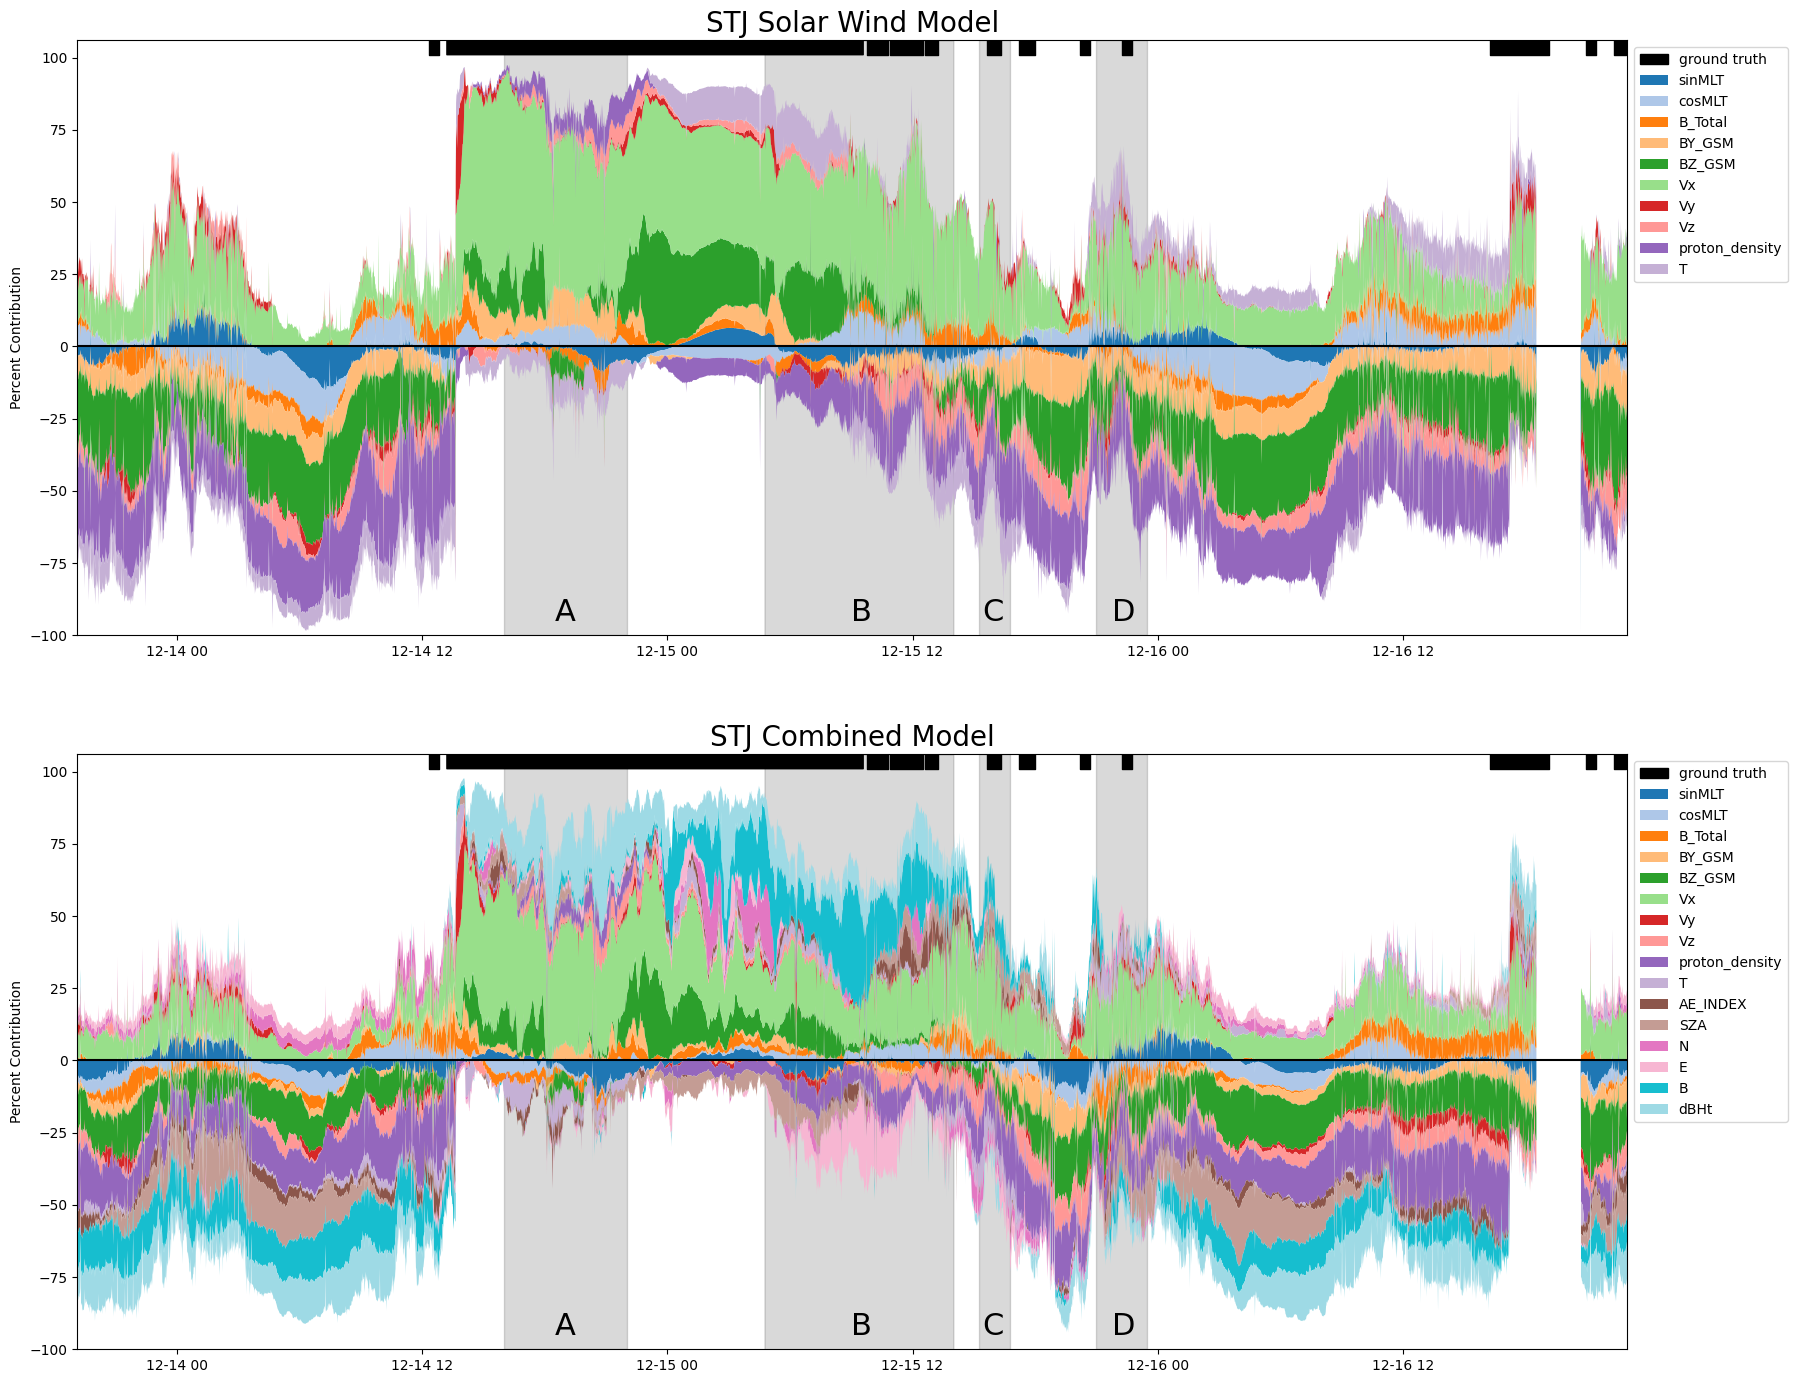 STJ Solar Wind Model
Percent Contribution
100
75
50
25
0
−25
−50
−75
−100
A
B
C
D
12-14 00
12-14 12
12-15 00
12-15 12
12-16 00
12-16 12
ground truth
sinMLT
cosMLT
B_Total
BY_GSM
BZ_GSM
Vx
Vy
Vz
proton_density
T
STJ Combined Model
Percent Contribution
100
75
50
25
0
−25
−50
−75
−100
A
B
C
D
12-14 00
12-14 12
12-15 00
12-15 12
12-16 00
12-16 12
ground truth
sinMLT
cosMLT
B_Total
BY_GSM
BZ_GSM
Vx
Vy
Vz
proton_density
T
AE_INDEX
SZA
N
E
B
dBHt